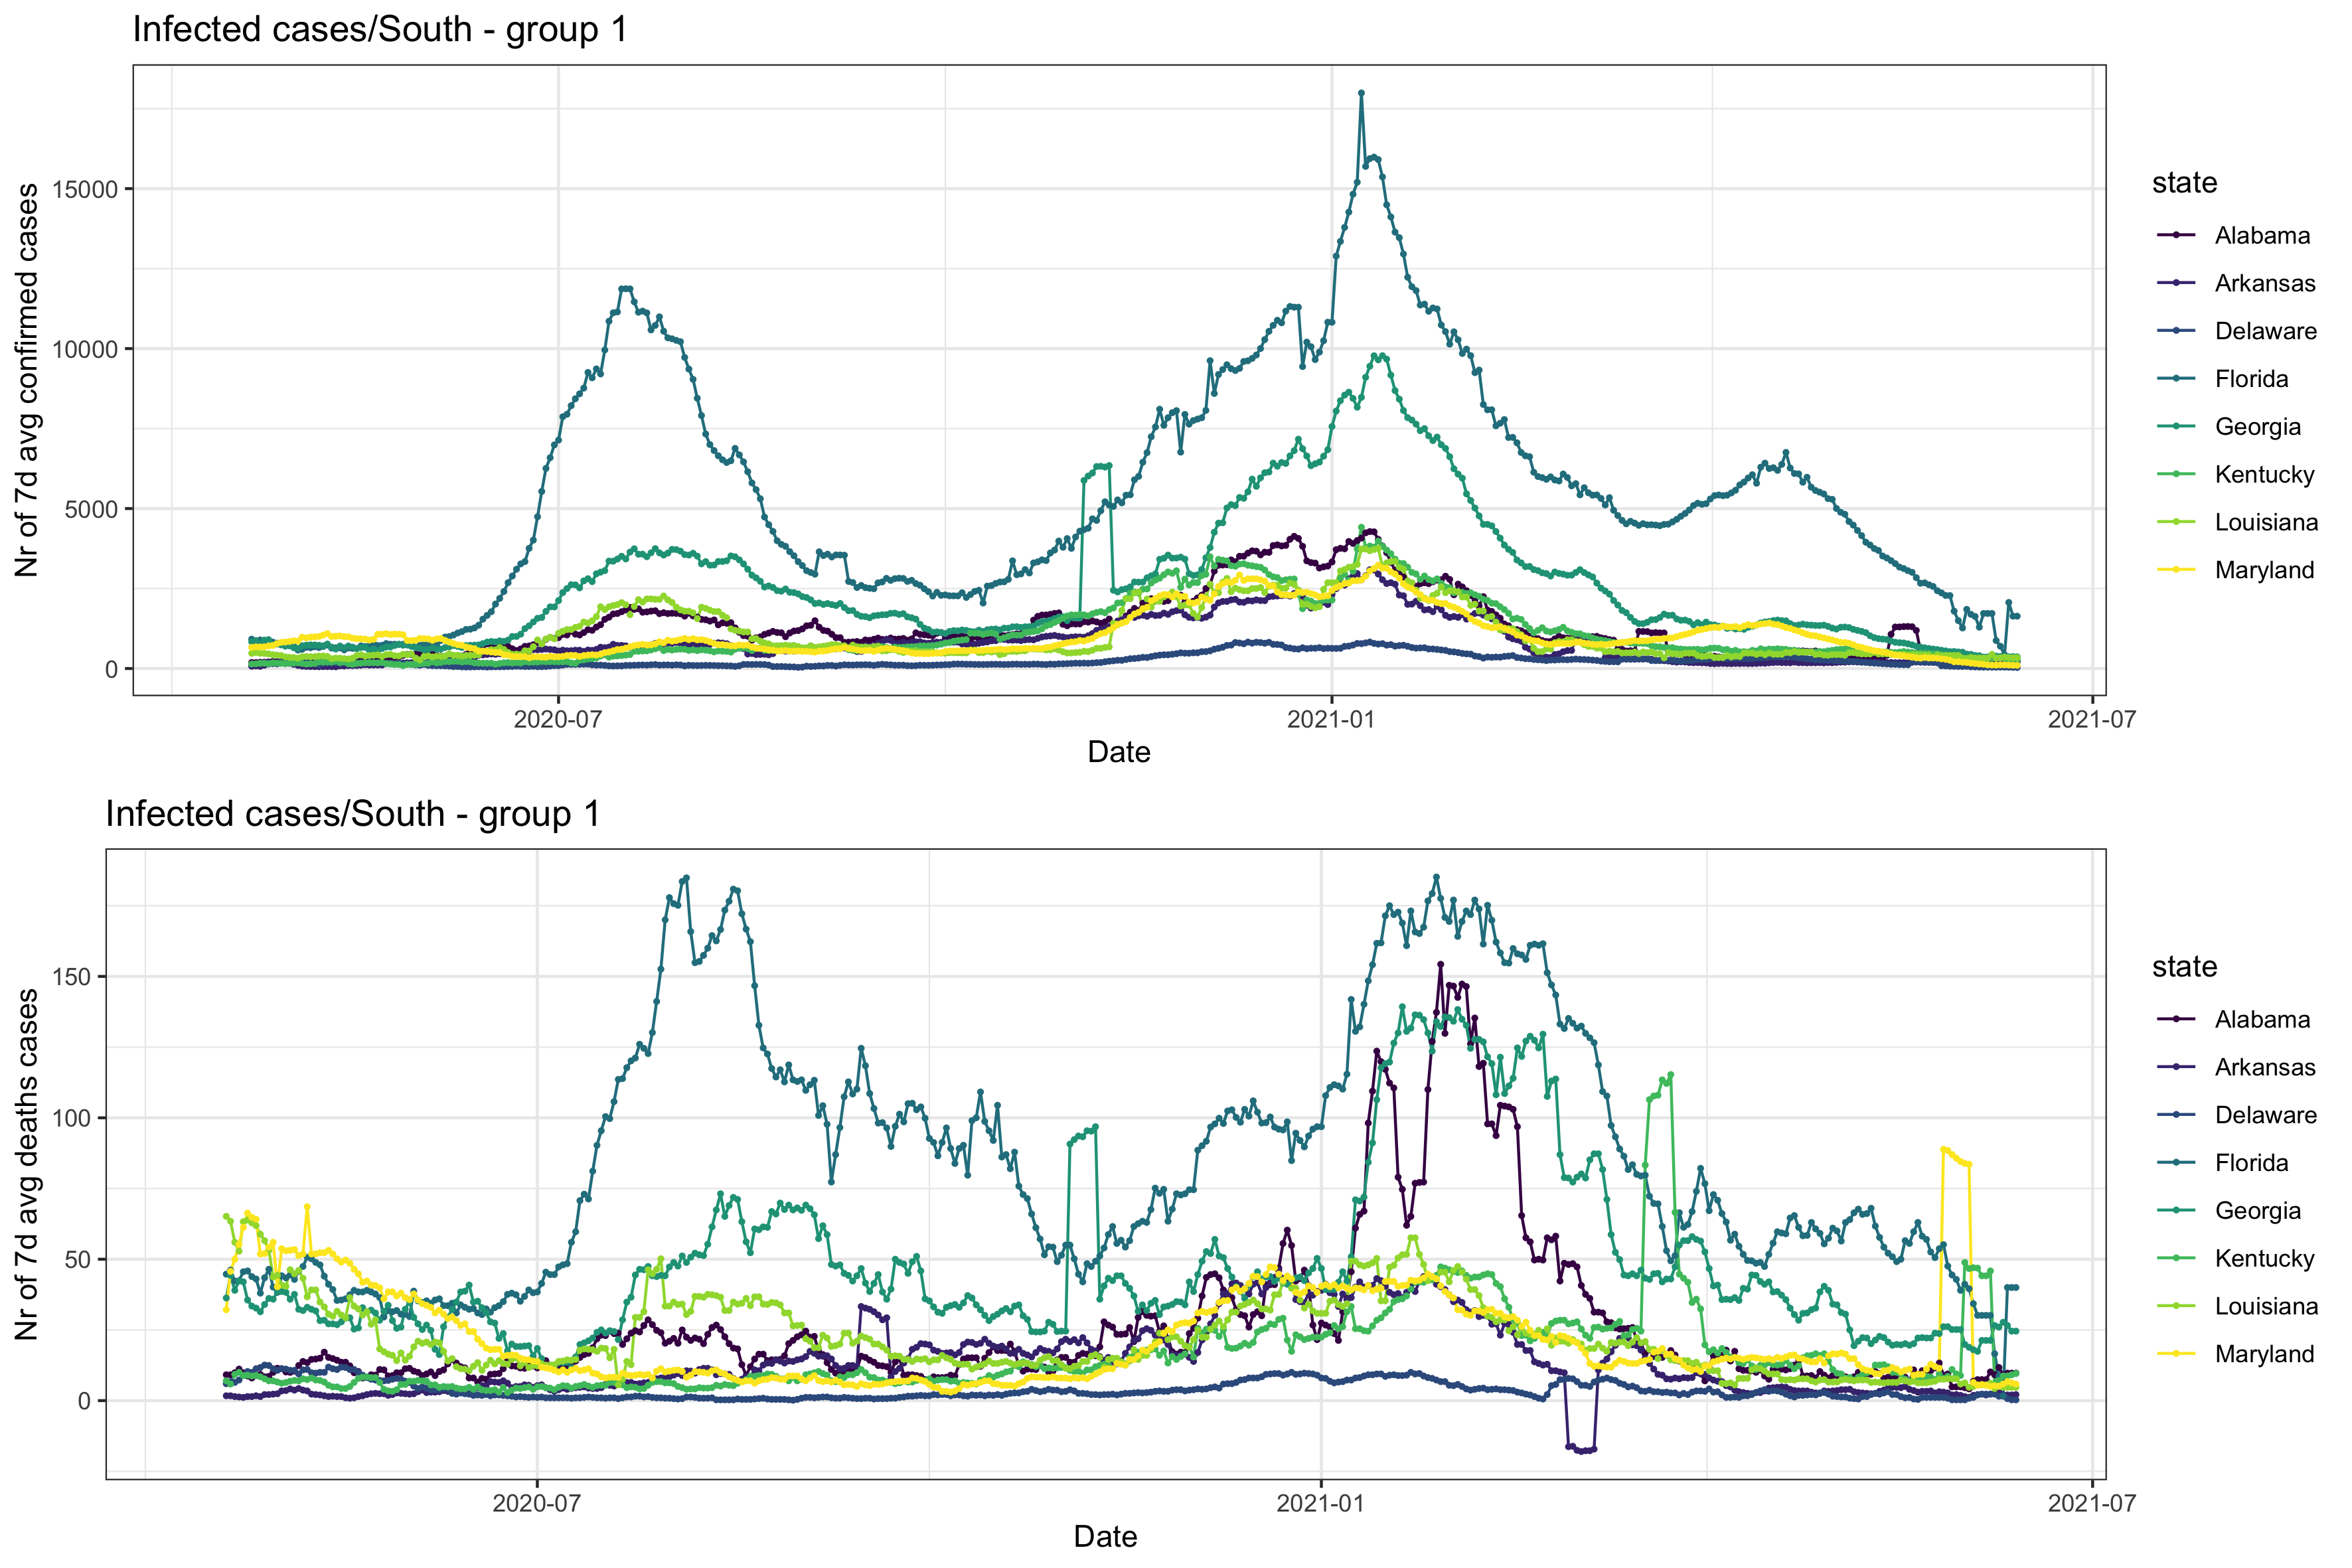 Infected cases/South - group 1
Nr of 7d avg confirmed cases
15000
10000
5000
0
2020-07
2021-01
2021-07
Date
state
Alabama
Arkansas
Delaware
Florida
Georgia
Kentucky
Louisiana
Maryland
Infected cases/South - group 1
Nr of 7d avg deaths cases
150
100
50
0
2020-07
2021-01
2021-07
Date
state
Alabama
Arkansas
Delaware
Florida
Georgia
Kentucky
Louisiana
Maryland